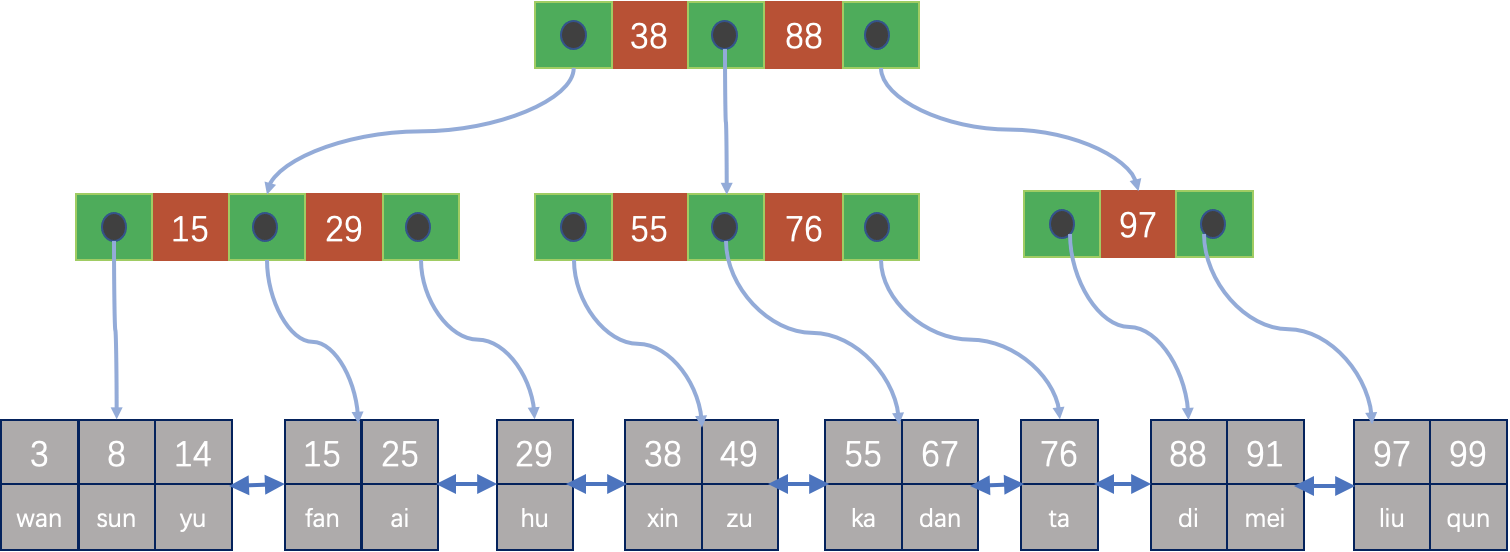 38 88
15 29 55 76 97
3 8 14 15 25 29 38 49 55 67 76 88 91 97 99
wan sun yu fan ai hu xin zu ka dan ta di mei liu qun